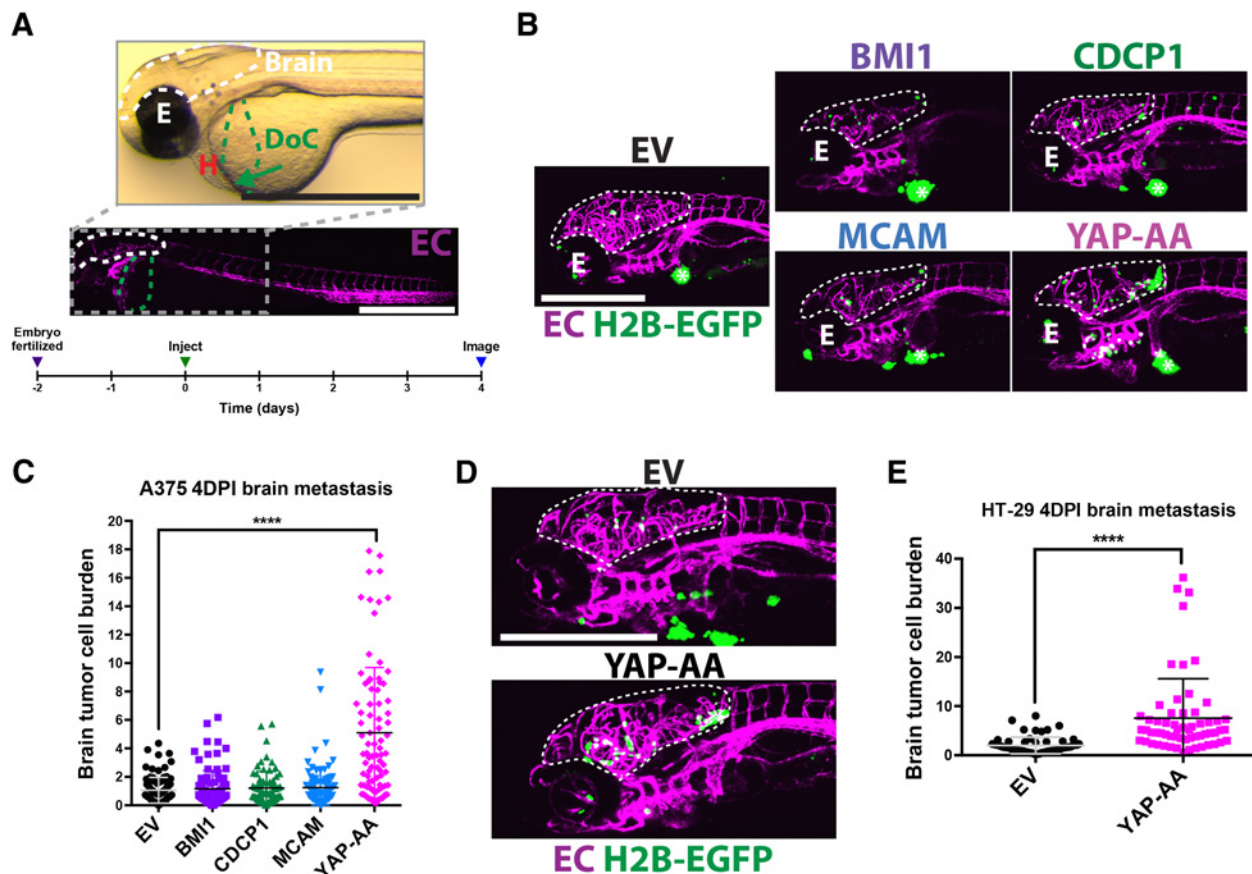 A
Brain
E
DoC
H
EC
Embryo
fertilized
Inject
Image
-2 -1 0 1 2 3 4
Time (days)
B
EV
E
EC H2B-EGFP
BMI1
E
*
CDCP1
E
*
MCAM
E
*
YAP-AA
E
*
*
C
A375 4DPI brain metastasis
Brain tumor cell burden
20
18
16
14
12
10
8
6
4
2
0
****
EV
BMI1
CDCP1
MCAM
YAP-AA
D
EV
YAP-AA
EC H2B-EGFP
E
HT-29 4DPI brain metastasis
Brain tumor cell burden
40
30
20
10
0
****
EV
YAP-AA